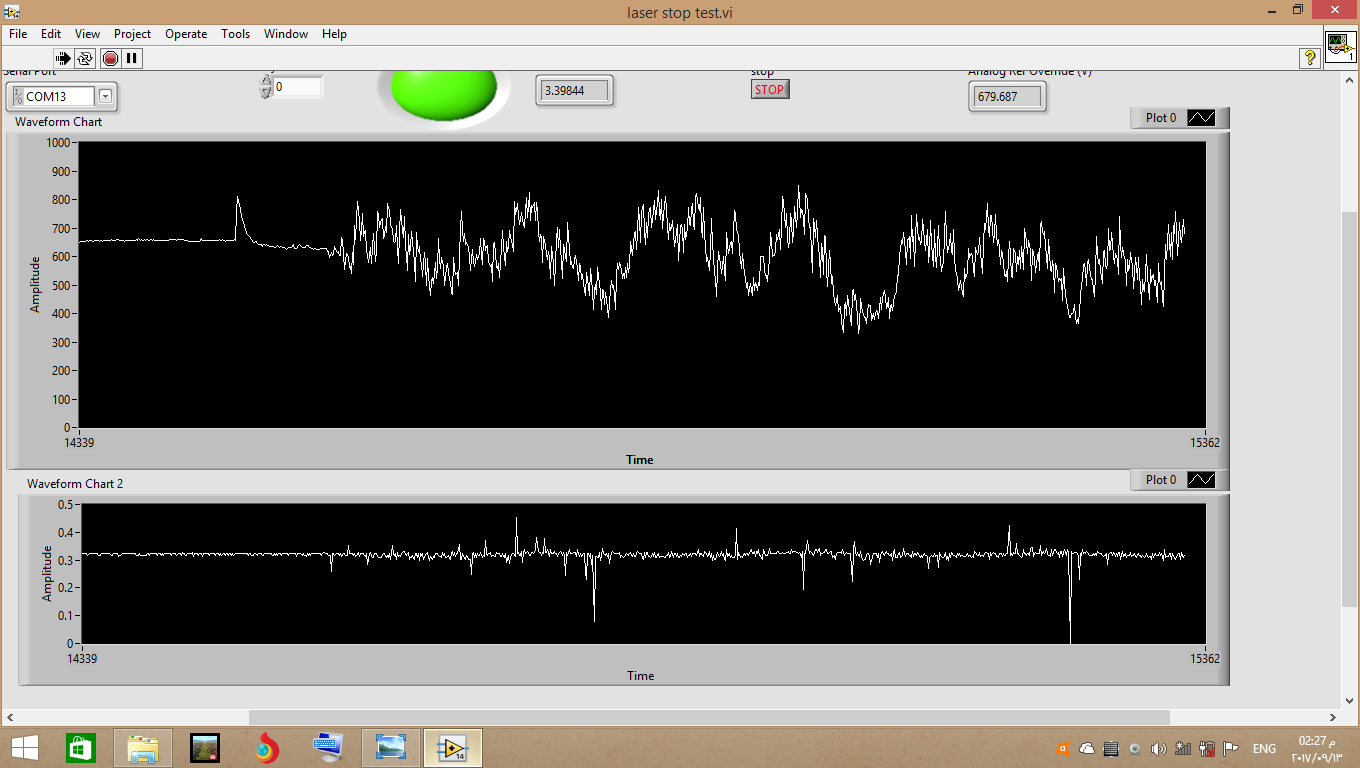 laser stop test.vi
File Edit View Project Operate Tools Window Help
Serial Port
stop
Analog Ref Override (V)
COM13
0
3.39844
STOP
679.687
Waveform Chart
Plot 0
1000
900
800
700
600
500
400
300
200
100
0
Amplitude
14339
15362
Time
Waveform Chart 2
Plot 0
0.5
0.4
0.3
0.2
0.1
0
Amplitude
14339
15362
Time
ENG
02:27 م
٢٠١٧/٠٩/١٣